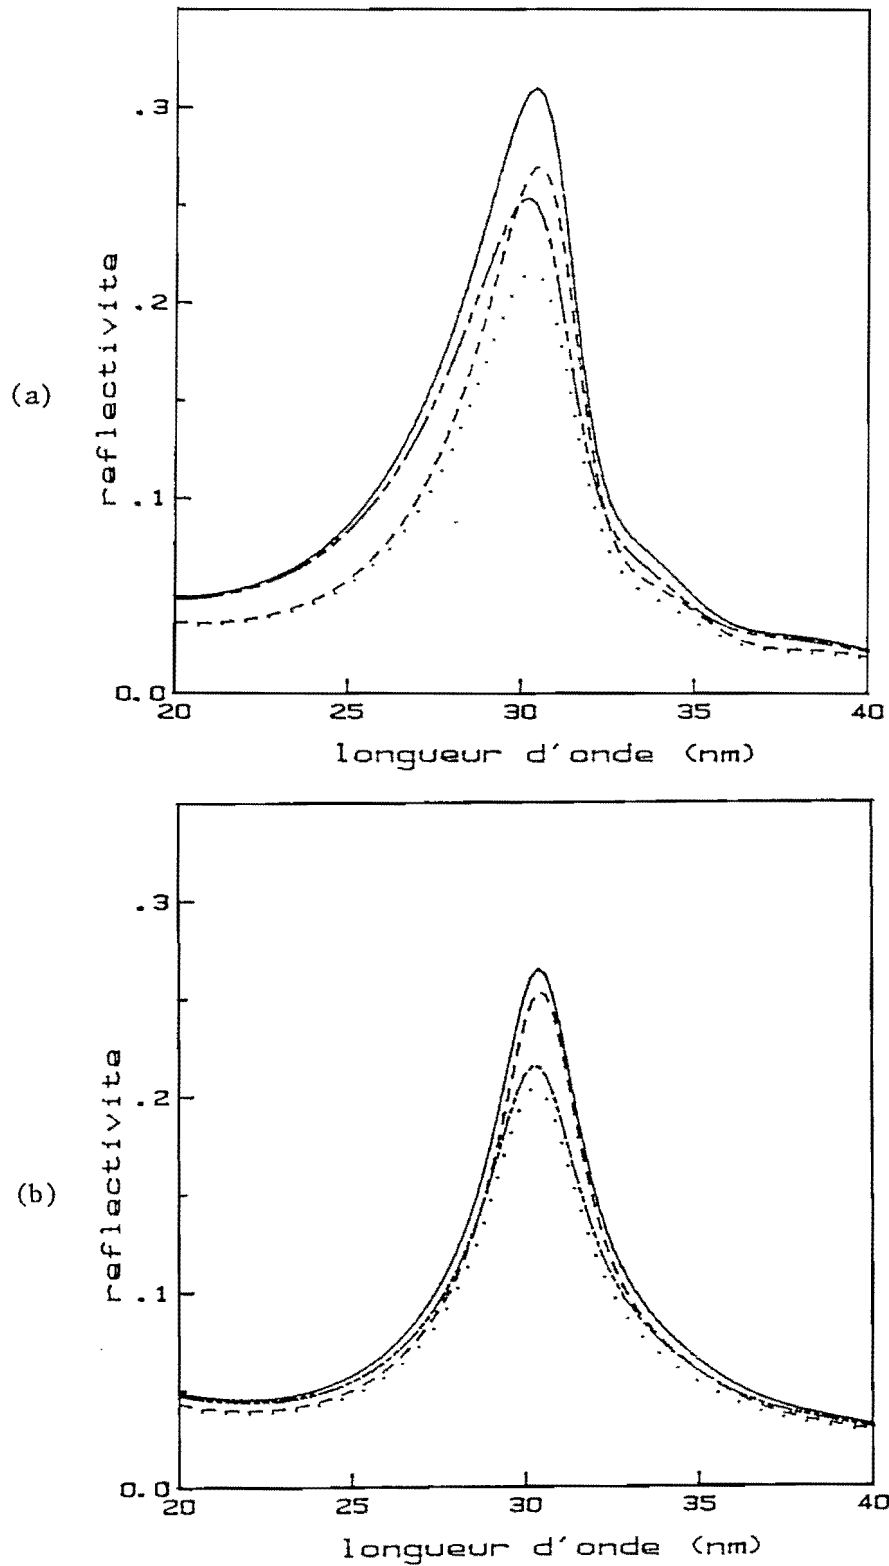 (a)
reflectivite
.3
.2
.1
0.0
20 25 30 35 40
longueur d'onde (nm)
(b)
reflectivite
.3
.2
.1
0.0
20 25 30 35 40
longueur d'onde (nm)